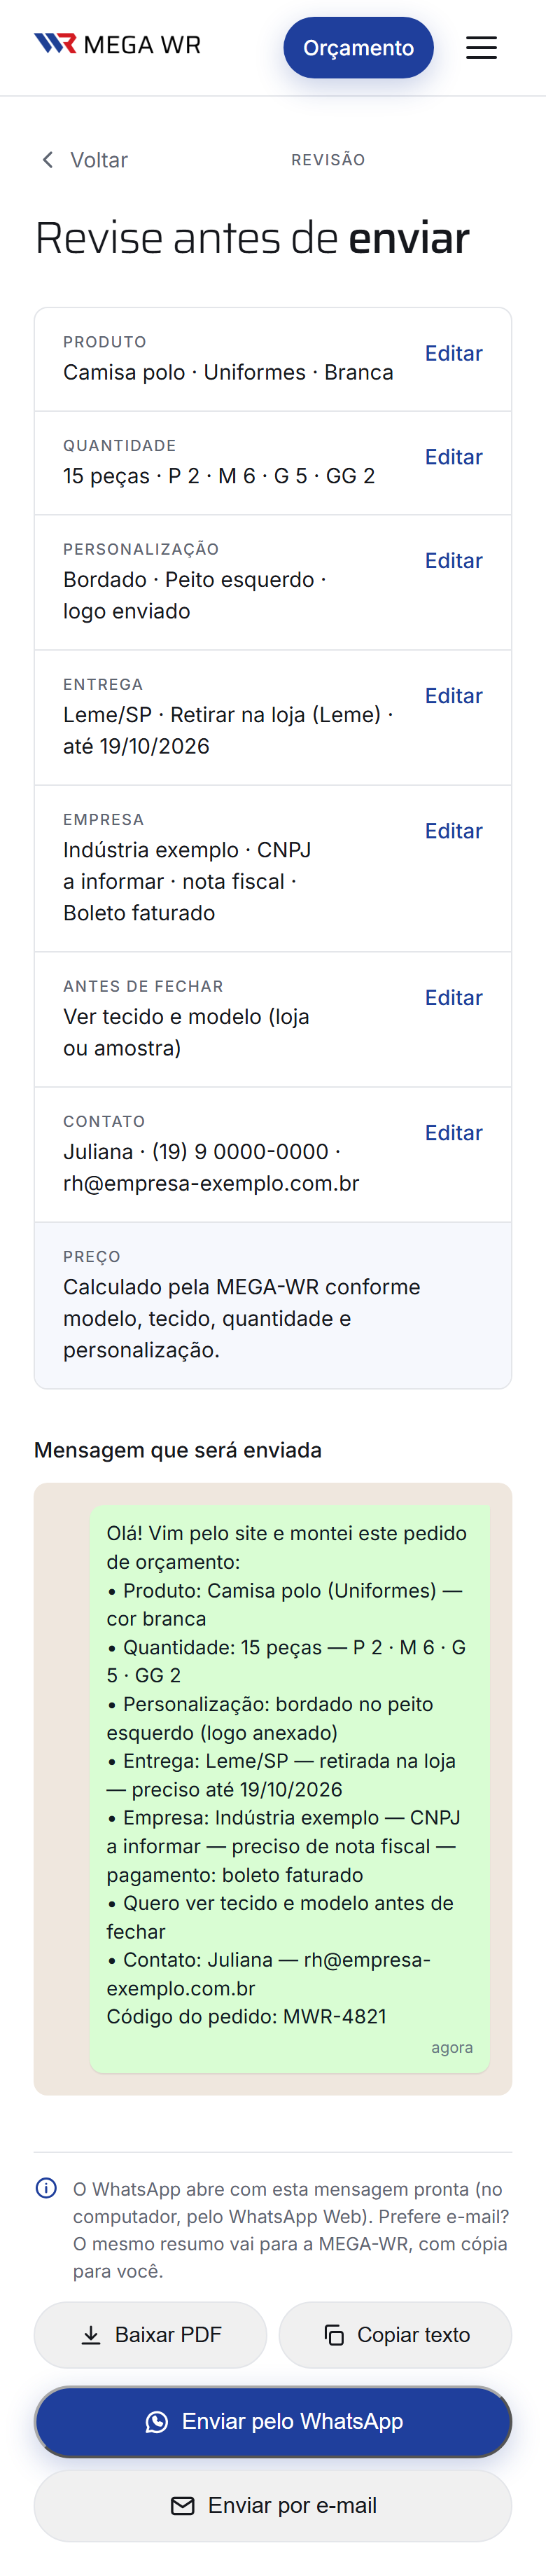 MEGA WR
Orçamento
Voltar
REVISÃO
Revise antes de enviar
PRODUTO
Camisa polo · Uniformes · Branca
Editar
QUANTIDADE
15 peças · P 2 · M 6 · G 5 · GG 2
Editar
PERSONALIZAÇÃO
Bordado · Peito esquerdo ·
logo enviado
Editar
ENTREGA
Leme/SP · Retirar na loja (Leme) ·
até 19/10/2026
Editar
EMPRESA
Indústria exemplo · CNPJ
a informar · nota fiscal ·
Boleto faturado
Editar
ANTES DE FECHAR
Ver tecido e modelo (loja
ou amostra)
Editar
CONTATO
Juliana · (19) 9 0000-0000 ·
rh@empresa-exemplo.com.br
Editar
PREÇO
Calculado pela MEGA-WR conforme
modelo, tecido, quantidade e
personalização.
Mensagem que será enviada
Olá! Vim pelo site e montei este pedido
de orçamento:
• Produto: Camisa polo (Uniformes) —
cor branca
• Quantidade: 15 peças — P 2 · M 6 · G
5 · GG 2
• Personalização: bordado no peito
esquerdo (logo anexado)
• Entrega: Leme/SP — retirada na loja
— preciso até 19/10/2026
• Empresa: Indústria exemplo — CNPJ
a informar — preciso de nota fiscal —
pagamento: boleto faturado
• Quero ver tecido e modelo antes de
fechar
• Contato: Juliana — rh@empresa-
exemplo.com.br
Código do pedido: MWR-4821
agora
O WhatsApp abre com esta mensagem pronta (no
computador, pelo WhatsApp Web). Prefere e-mail?
O mesmo resumo vai para a MEGA-WR, com cópia
para você.
Baixar PDF
Copiar texto
Enviar pelo WhatsApp
Enviar por e-mail